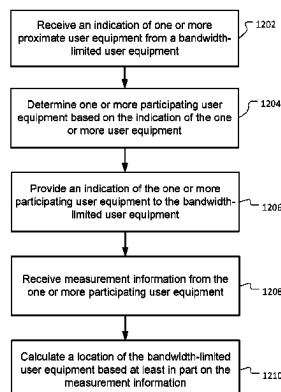 Receive an indication of one or more
proximate user equipment from a bandwidth-
limited user equipment
1202
Determine one or more participating user
equipment based on the indication of the one
or more user equipment
1204
Provide an indication of the one or more
participating user equipment to the bandwidth-
limited user equipment
1206
Receive measurement information from the
one or more participating user equipment
1208
Calculate a location of the bandwidth-limited
user equipment based at least in part on the
measurement information
1210